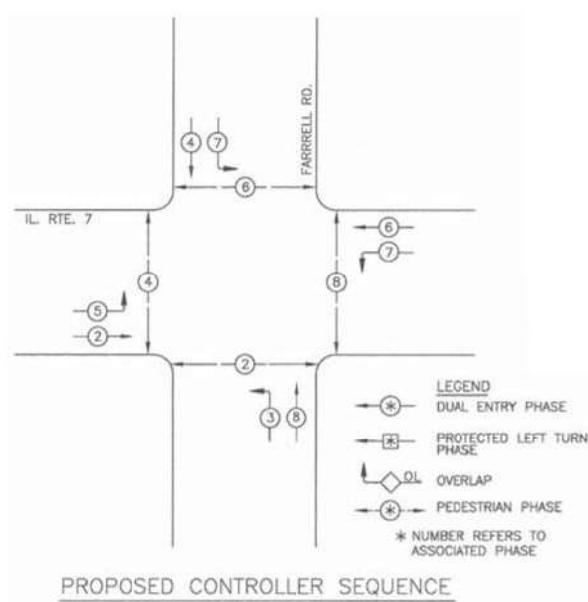 FARRRELL RD.
4
7
6
IL. RTE. 7
6
7
4
8
5
2
2
3
8
LEGEND
* DUAL ENTRY PHASE
* PROTECTED LEFT TURN
PHASE
OL OVERLAP
* PEDESTRIAN PHASE
* NUMBER REFERS TO
ASSOCIATED PHASE
PROPOSED CONTROLLER SEQUENCE